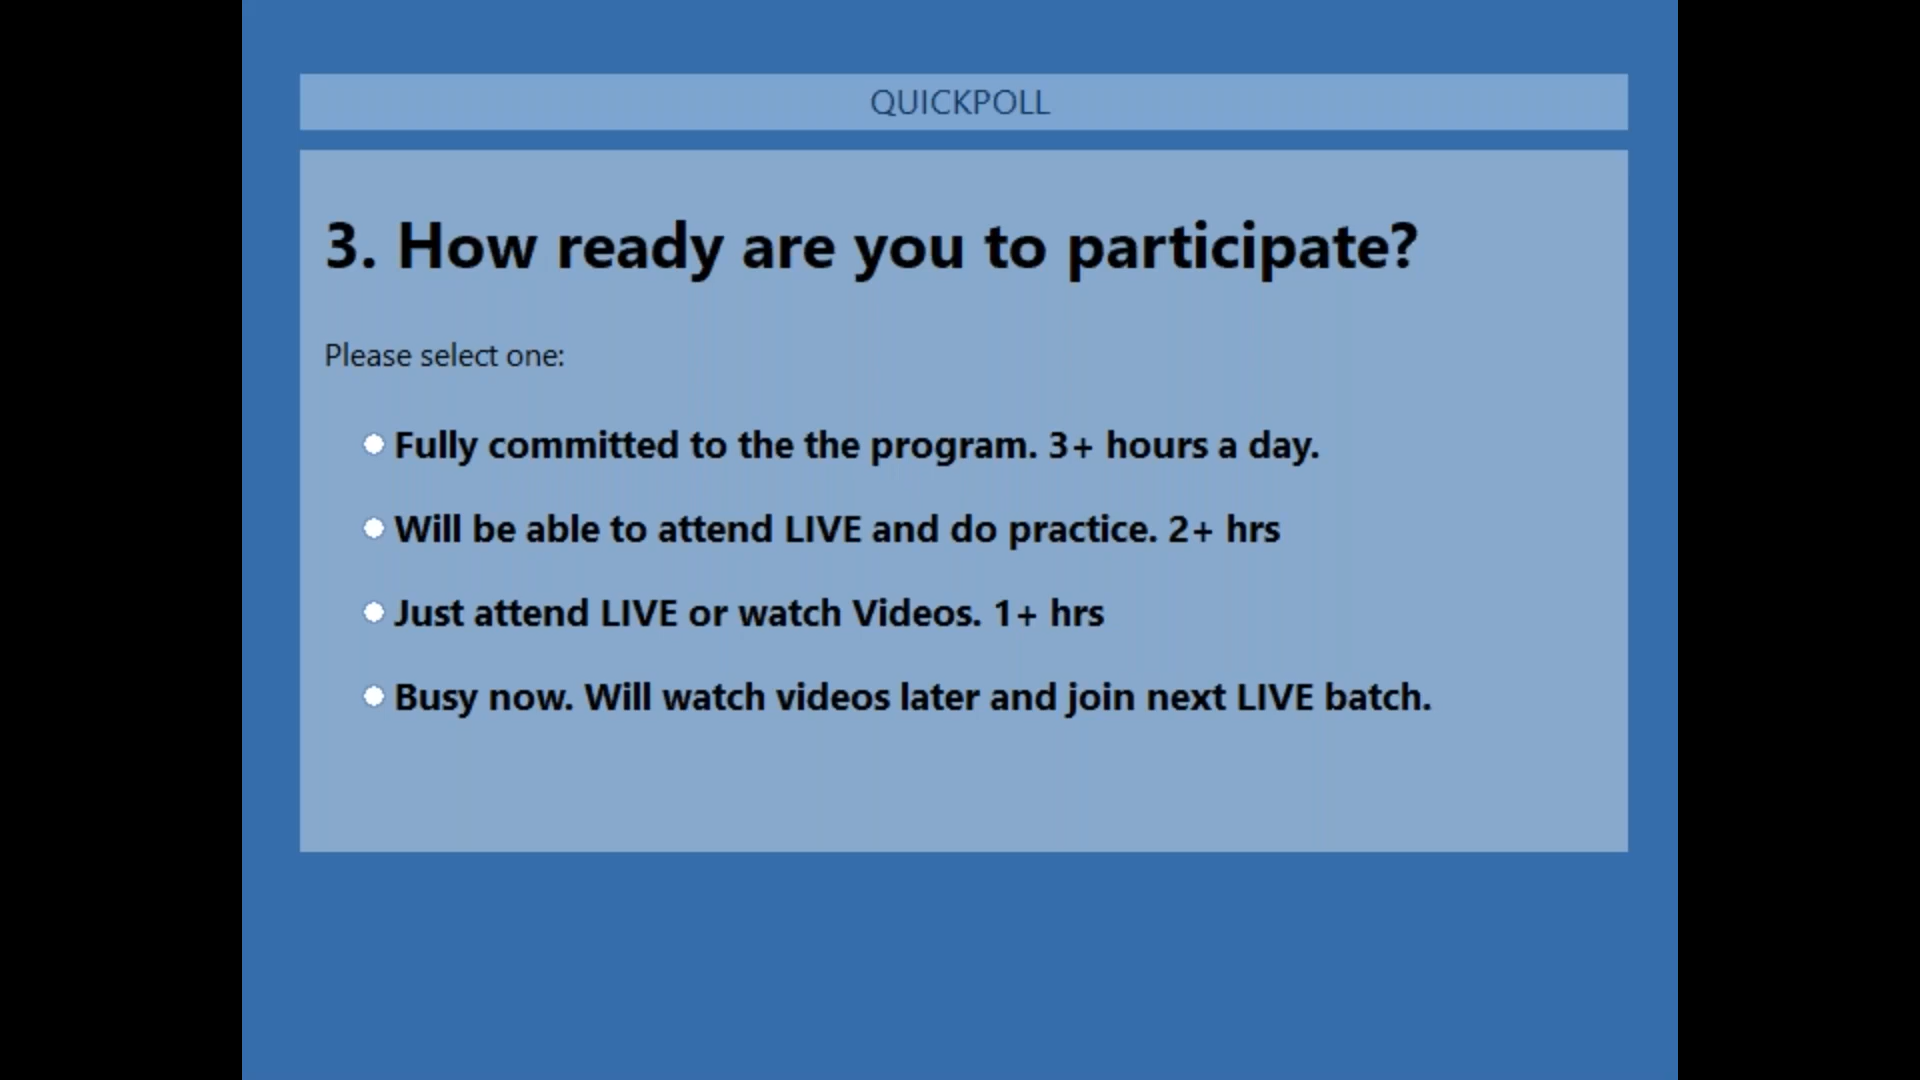 QUICKPOLL
3. How ready are you to participate?
Please select one:
Fully committed to the the program. 3+ hours a day.
Will be able to attend LIVE and do practice. 2+ hrs
Just attend LIVE or watch Videos. 1+ hrs
Busy now. Will watch videos later and join next LIVE batch.